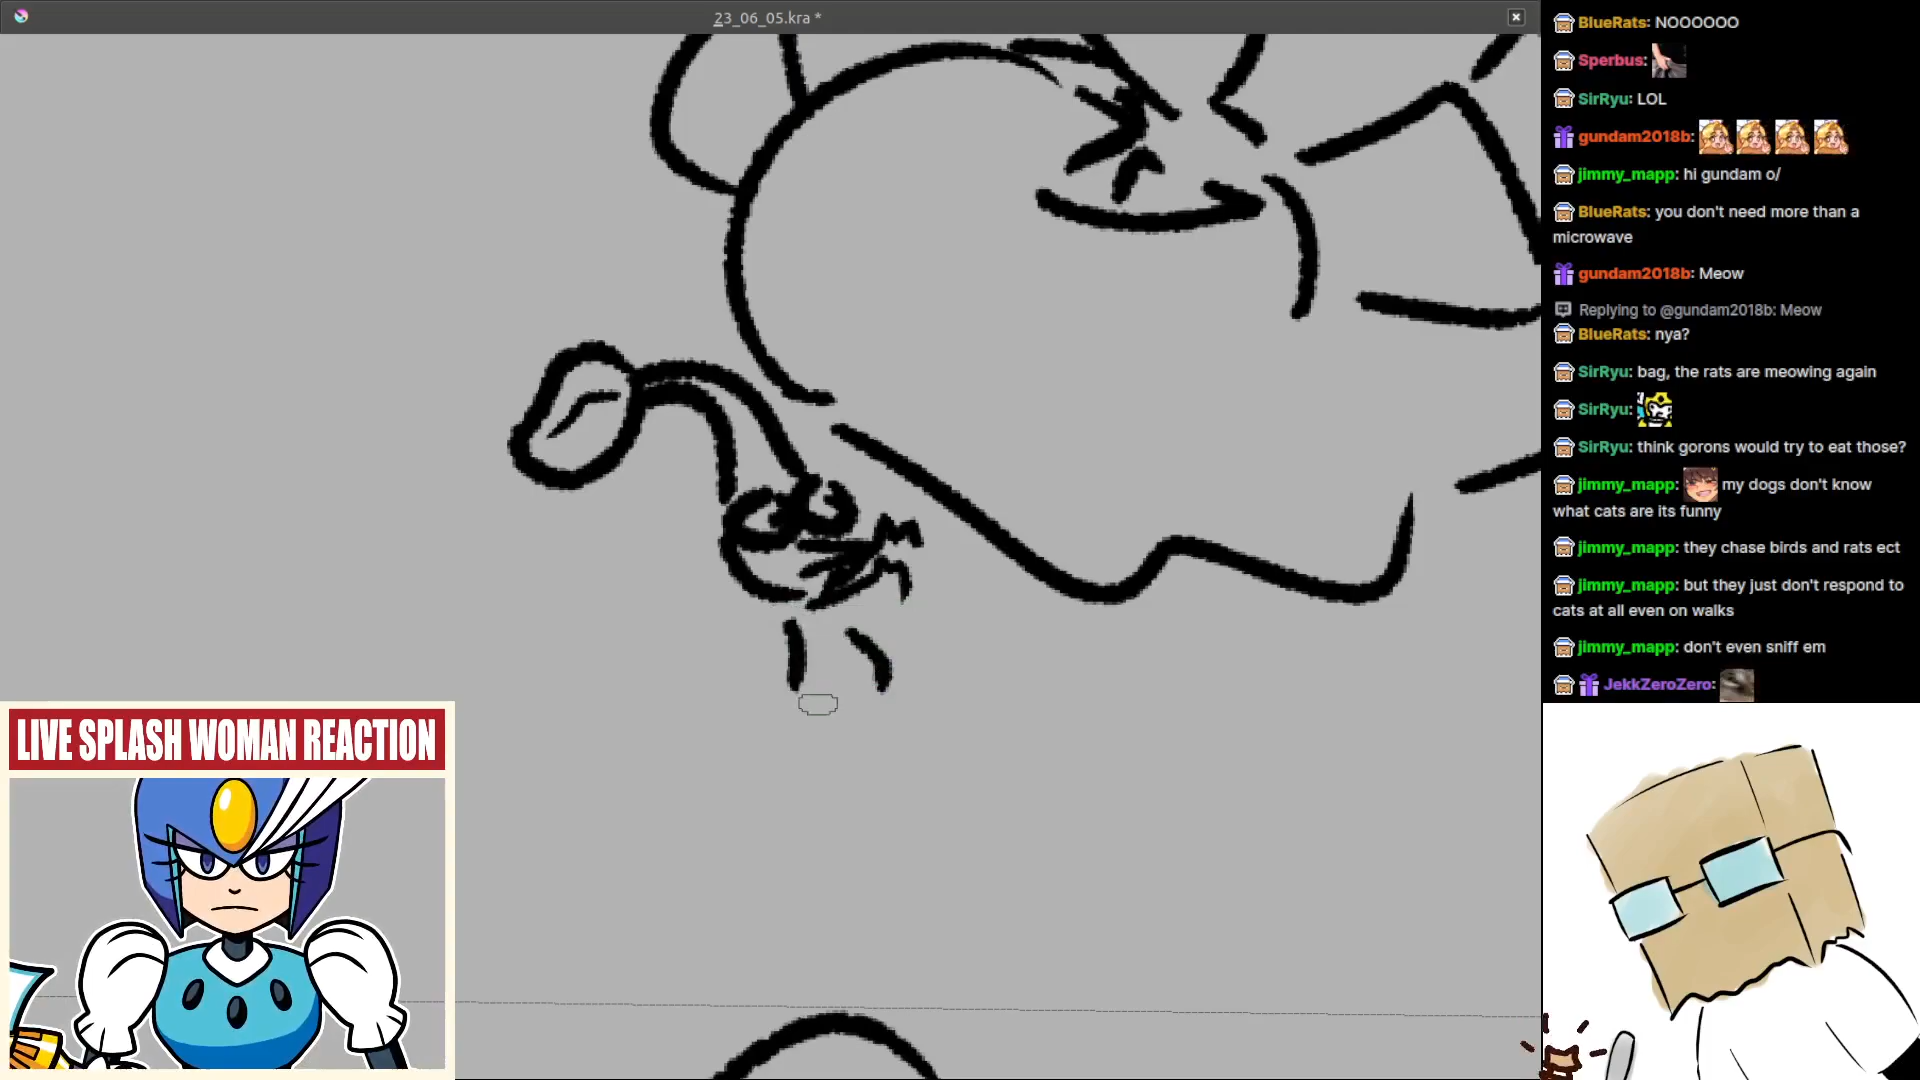 23_06_05.kra *
BlueRats: NOOOOOO
Sperbus:
SirRyu: LOL
gundam2018b:
jimmy_mapp: hi gundam o/
BlueRats: you don't need more than a
microwave
gundam2018b: Meow
Replying to @gundam2018b: Meow
BlueRats: nya?
SirRyu: bag, the rats are meowing again
SirRyu:
SirRyu: think gorons would try to eat those?
jimmy_mapp: my dogs don't know
what cats are its funny
jimmy_mapp: they chase birds and rats ect
jimmy_mapp: but they just don't respond to
cats at all even on walks
jimmy_mapp: don't even sniff em
JekkZeroZero:
LIVE SPLASH WOMAN REACTION